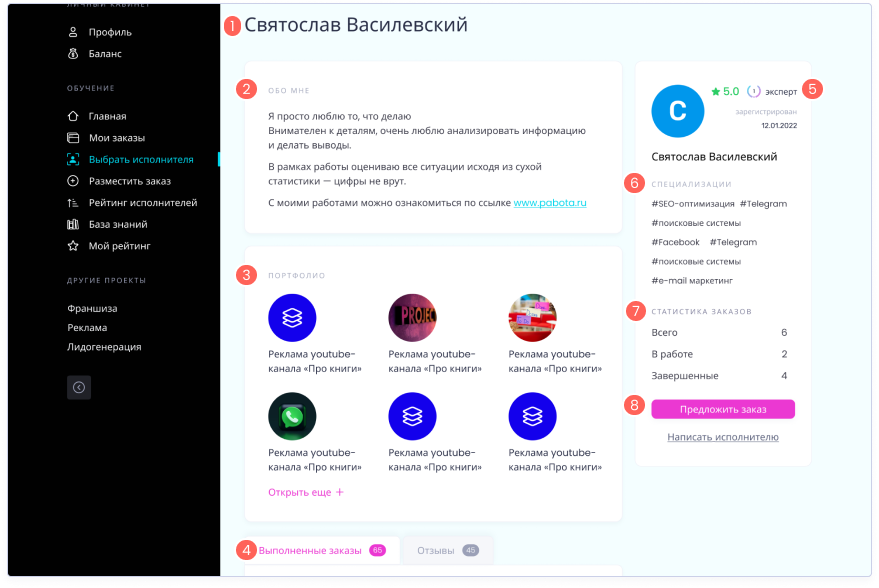 ЛИЧНЫЙ КАБИНЕТ
Профиль
Баланс
ОБУЧЕНИЕ
Главная
Мои заказы
Выбрать исполнителя
Разместить заказ
Рейтинг исполнителей
База знаний
Мой рейтинг
ДРУГИЕ ПРОЕКТЫ
Франшиза
Реклама
Лидогенерация
1 Святослав Василевский
2 ОБО МНЕ
Я просто люблю то, что делаю
Внимателен к деталям, очень люблю анализировать информацию
и делать выводы.
В рамках работы оцениваю все ситуации исходя из сухой
статистики — цифры не врут.
С моими работами можно ознакомиться по ссылке www.pabota.ru
3 ПОРТФОЛИО
PROJEC
Реклама youtube-
канала «Про книги»
Реклама youtube-
канала «Про книги»
Реклама youtube-
канала «Про книги»
Реклама youtube-
канала «Про книги»
Реклама youtube-
канала «Про книги»
Реклама youtube-
канала «Про книги»
Открыть еще +
4 Выполненные заказы 65
Отзывы 45
С
5.0 1 эксперт 5
зарегистрирован
12.01.2022
Святослав Василевский
6 СПЕЦИАЛИЗАЦИИ
#SEO-оптимизация #Telegram
#поисковые системы
#Facebook #Telegram
#поисковые системы
#e-mail маркетинг
7 СТАТИСТИКА ЗАКАЗОВ
Всего 6
В работе 2
Завершенные 4
8 Предложить заказ
Написать исполнителю